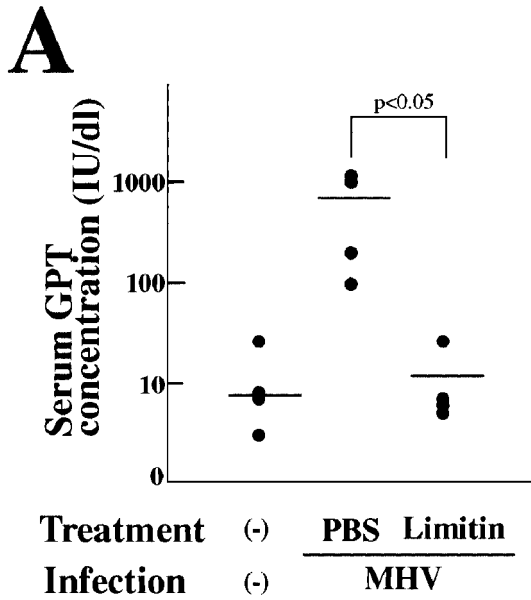 A
p<0.05
Serum GPT
concentration (IU/dl)
1000
100
10
0
Treatment (-) PBS Limitin
Infection (-) MHV